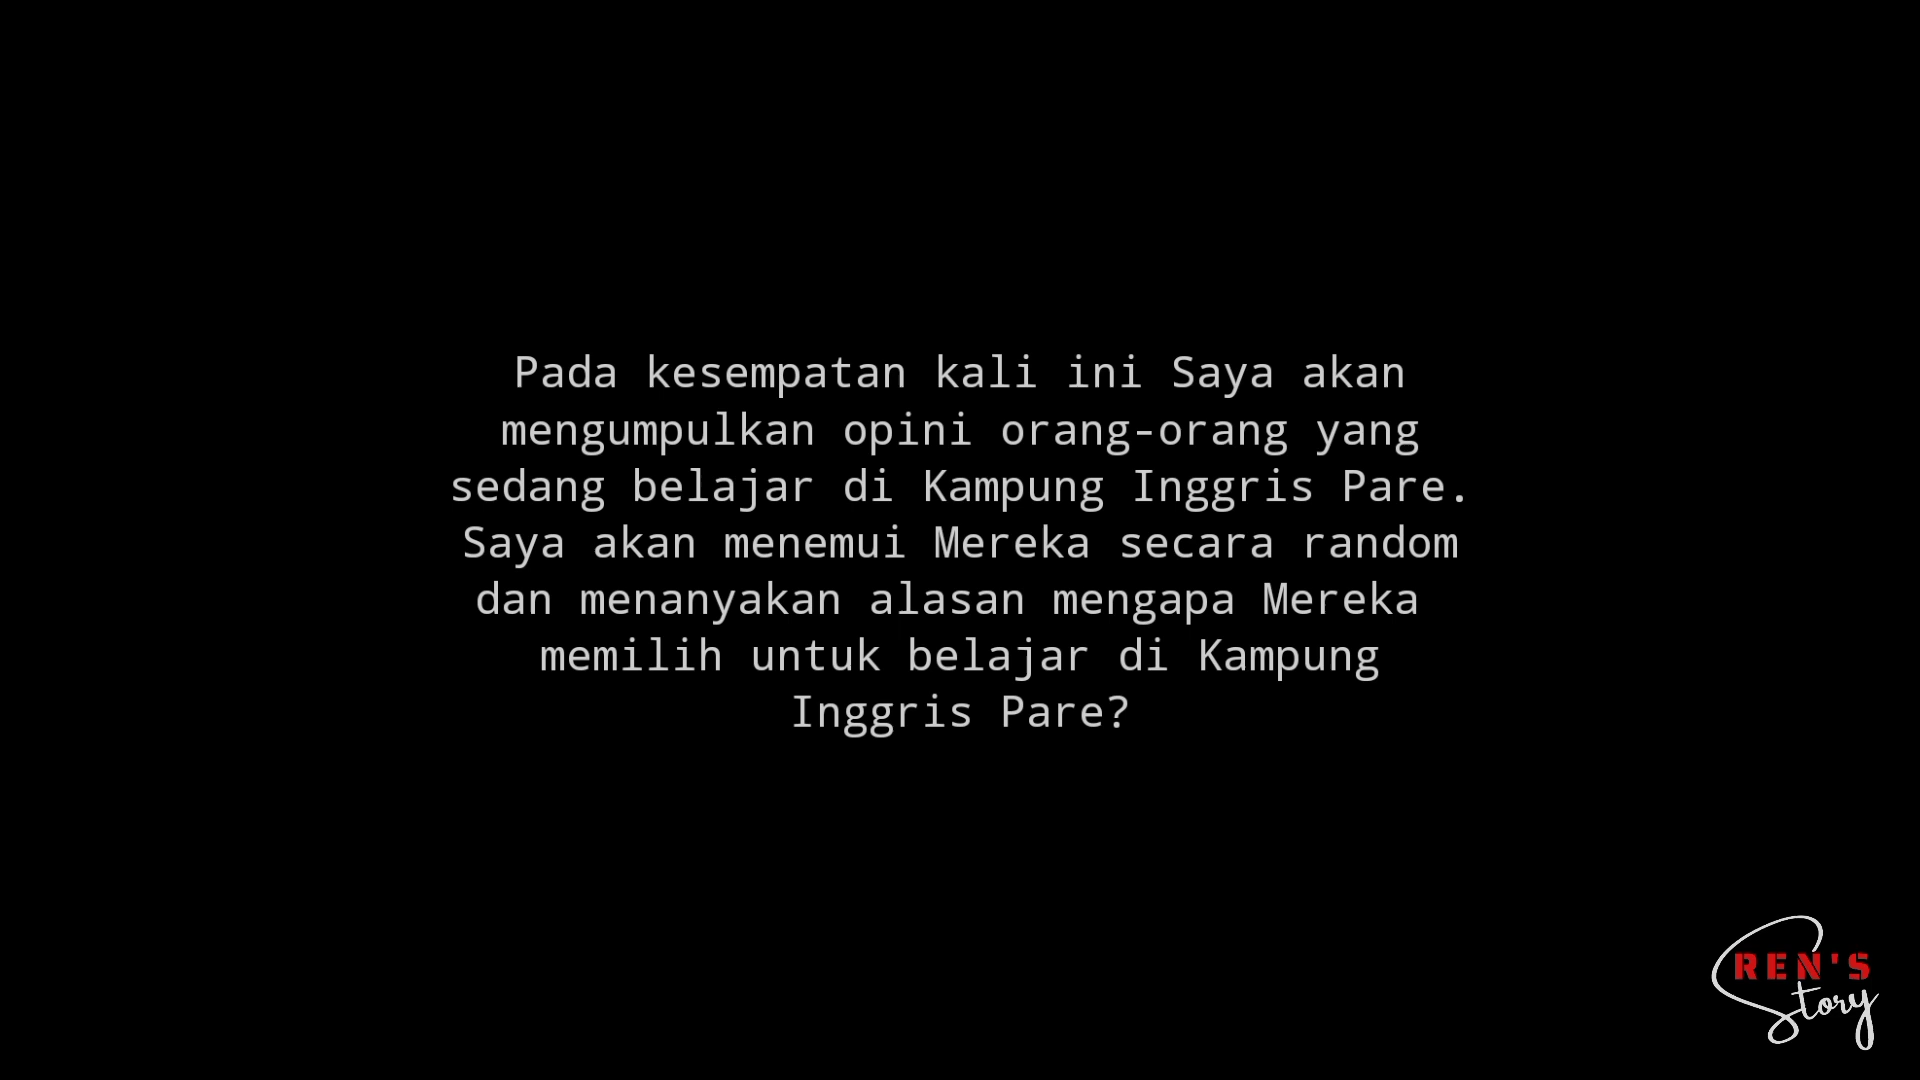 Pada kesempatan kali ini Saya akan
mengumpulkan opini orang-orang yang
sedang belajar di Kampung Inggris Pare.
Saya akan menemui Mereka secara random
dan menanyakan alasan mengapa Mereka
memilih untuk belajar di Kampung
Inggris Pare?
REN'S
Story